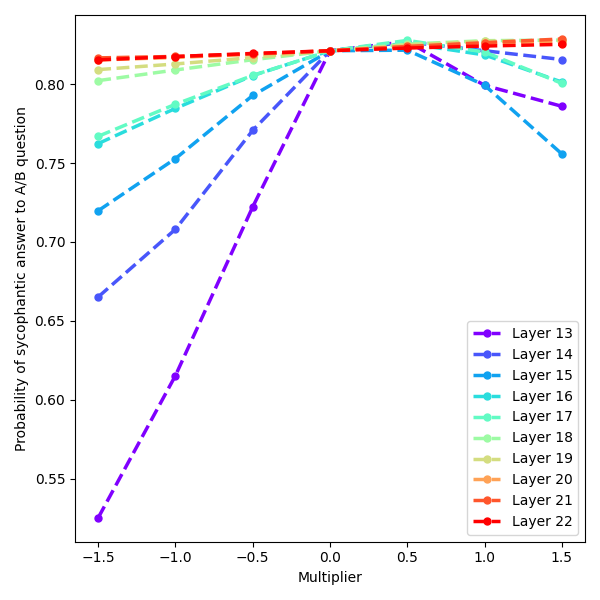 Probability of sycophantic answer to A/B question
0.80
0.75
0.70
0.65
0.60
0.55
−1.5
−1.0
−0.5
0.0
0.5
1.0
1.5
Multiplier
Layer 13
Layer 14
Layer 15
Layer 16
Layer 17
Layer 18
Layer 19
Layer 20
Layer 21
Layer 22